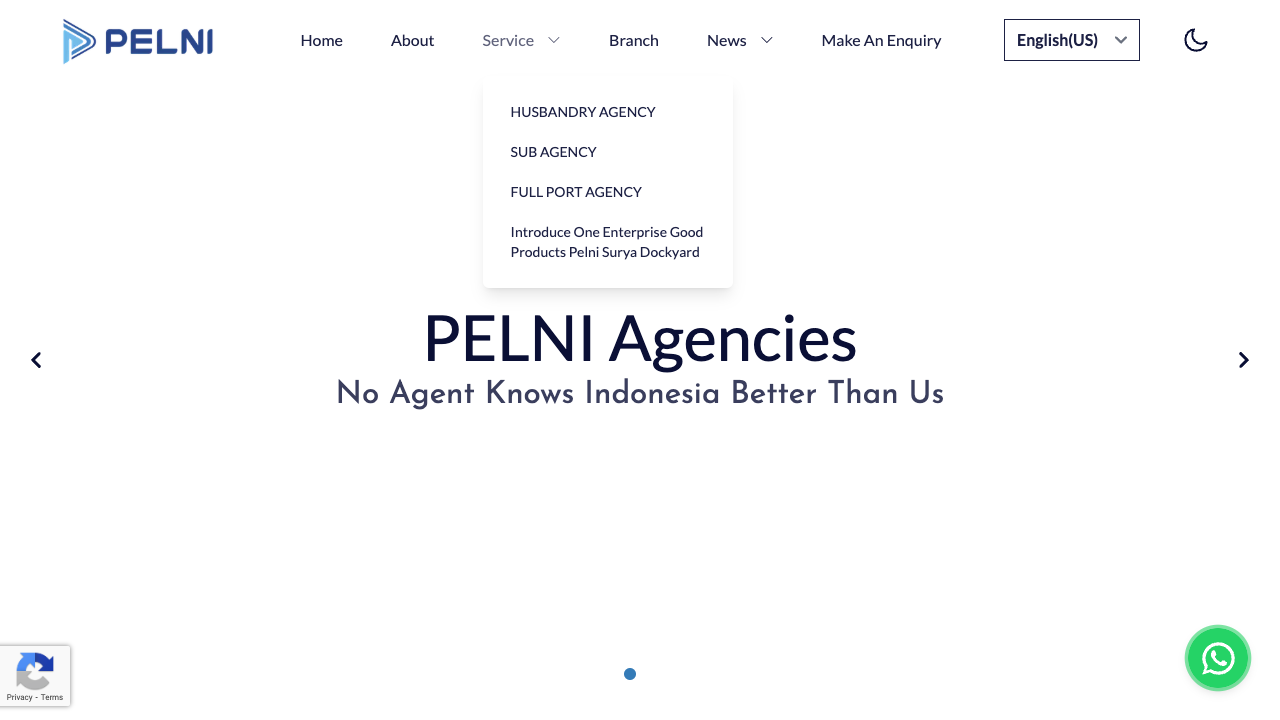 PELNI
Home
About
Service
Branch
News
Make An Enquiry
English(US)
HUSBANDRY AGENCY
SUB AGENCY
FULL PORT AGENCY
Introduce One Enterprise Good
Products Pelni Surya Dockyard
PELNI Agencies
No Agent Knows Indonesia Better Than Us
Privacy - Terms